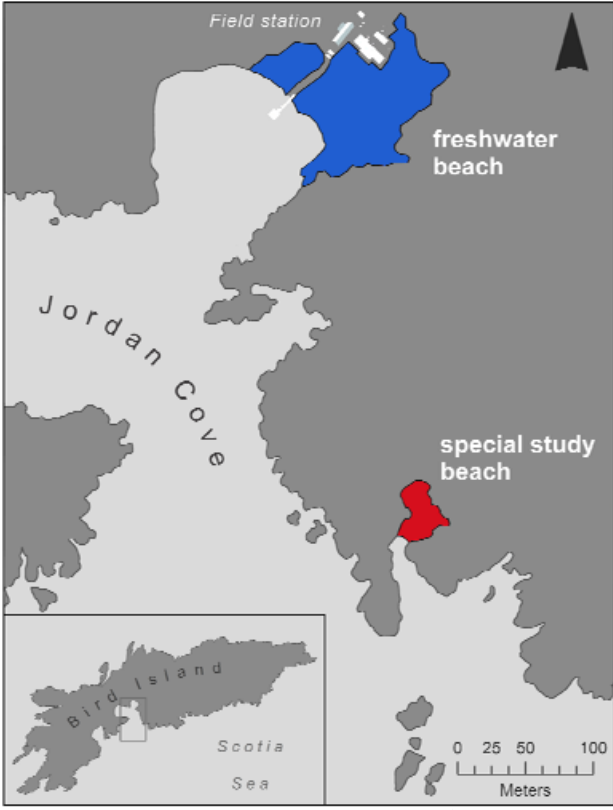 Field station
freshwater
beach
Jordan Cove
special study
beach
Bird Island
Scotia
Sea
0 25 50 100
Meters